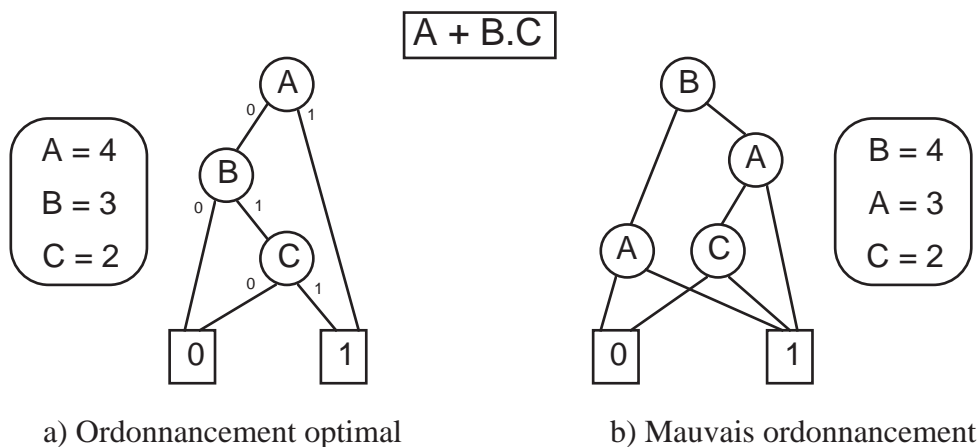 A + B.C
A
0
1
A = 4
B = 3
C = 2
B
0
1
C
0
1
0
1
B
A
B = 4
A = 3
C = 2
A
C
0
1
a) Ordonnancement optimal
b) Mauvais ordonnancement